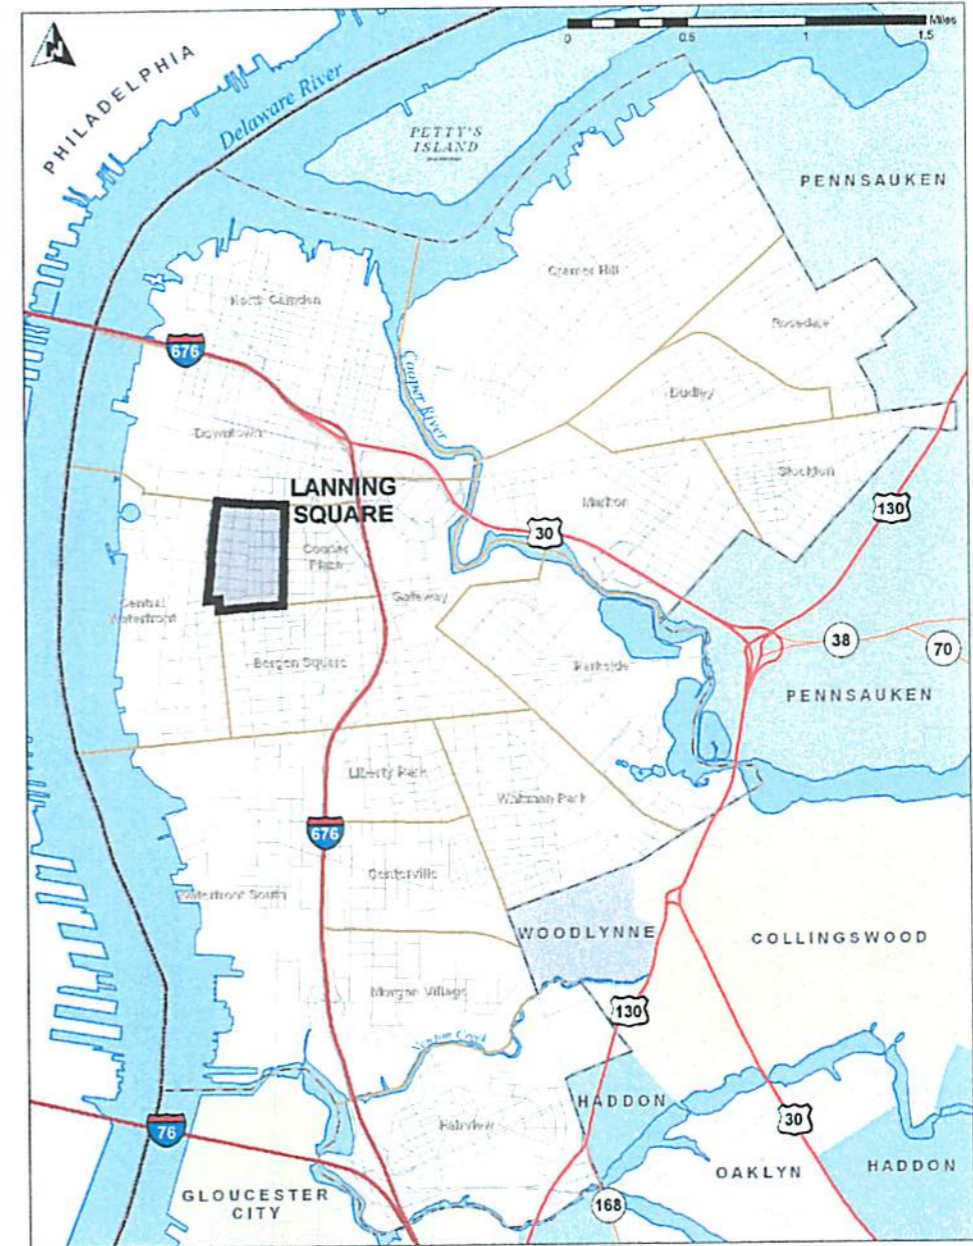 Miles
0 0.5 1 1.5
N
PHILADELPHIA
Delaware River
PETTY'S
ISLAND
PENNSAUKEN
Cramer Hill
North Camden
Rosedale
676
Cooper River
Dudley
Downtown
Stockton
LANNING
SQUARE
Marlton
130
30
Cooper
Plaza
Gateway
Central
Waterfront
38
70
Bergen Square
Parkside
PENNSAUKEN
Liberty Park
Whitman Park
676
Centerville
Waterfront South
WOODLYNNE
COLLINGSWOOD
Morgan Village
130
Newton Creek
HADDON
76
Fairview
30
OAKLYN
HADDON
GLOUCESTER
CITY
168